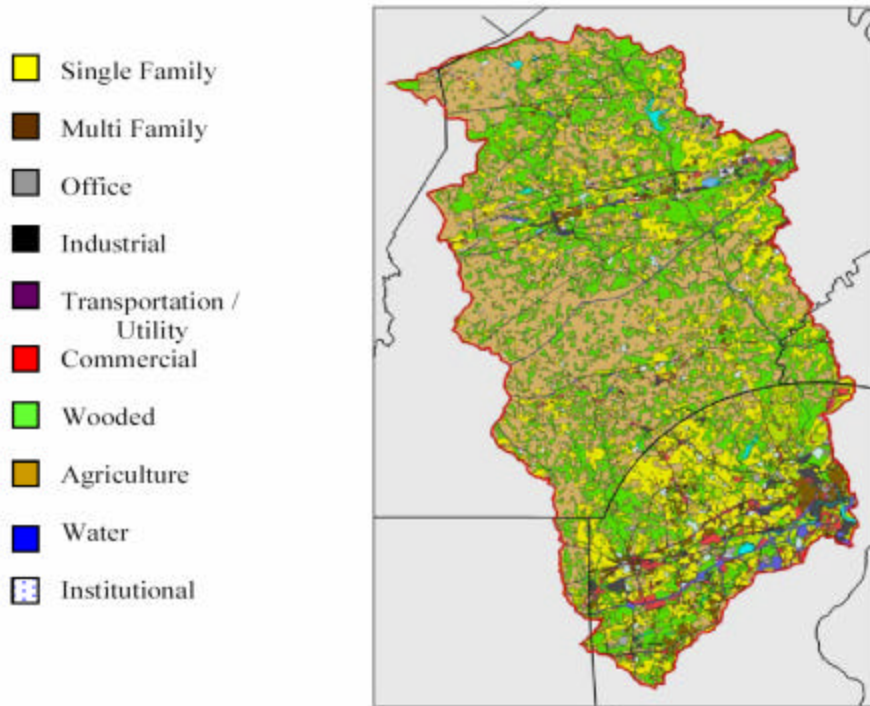 Single Family
Multi Family
Office
Industrial
Transportation /
Utility
Commercial
Wooded
Agriculture
Water
Institutional